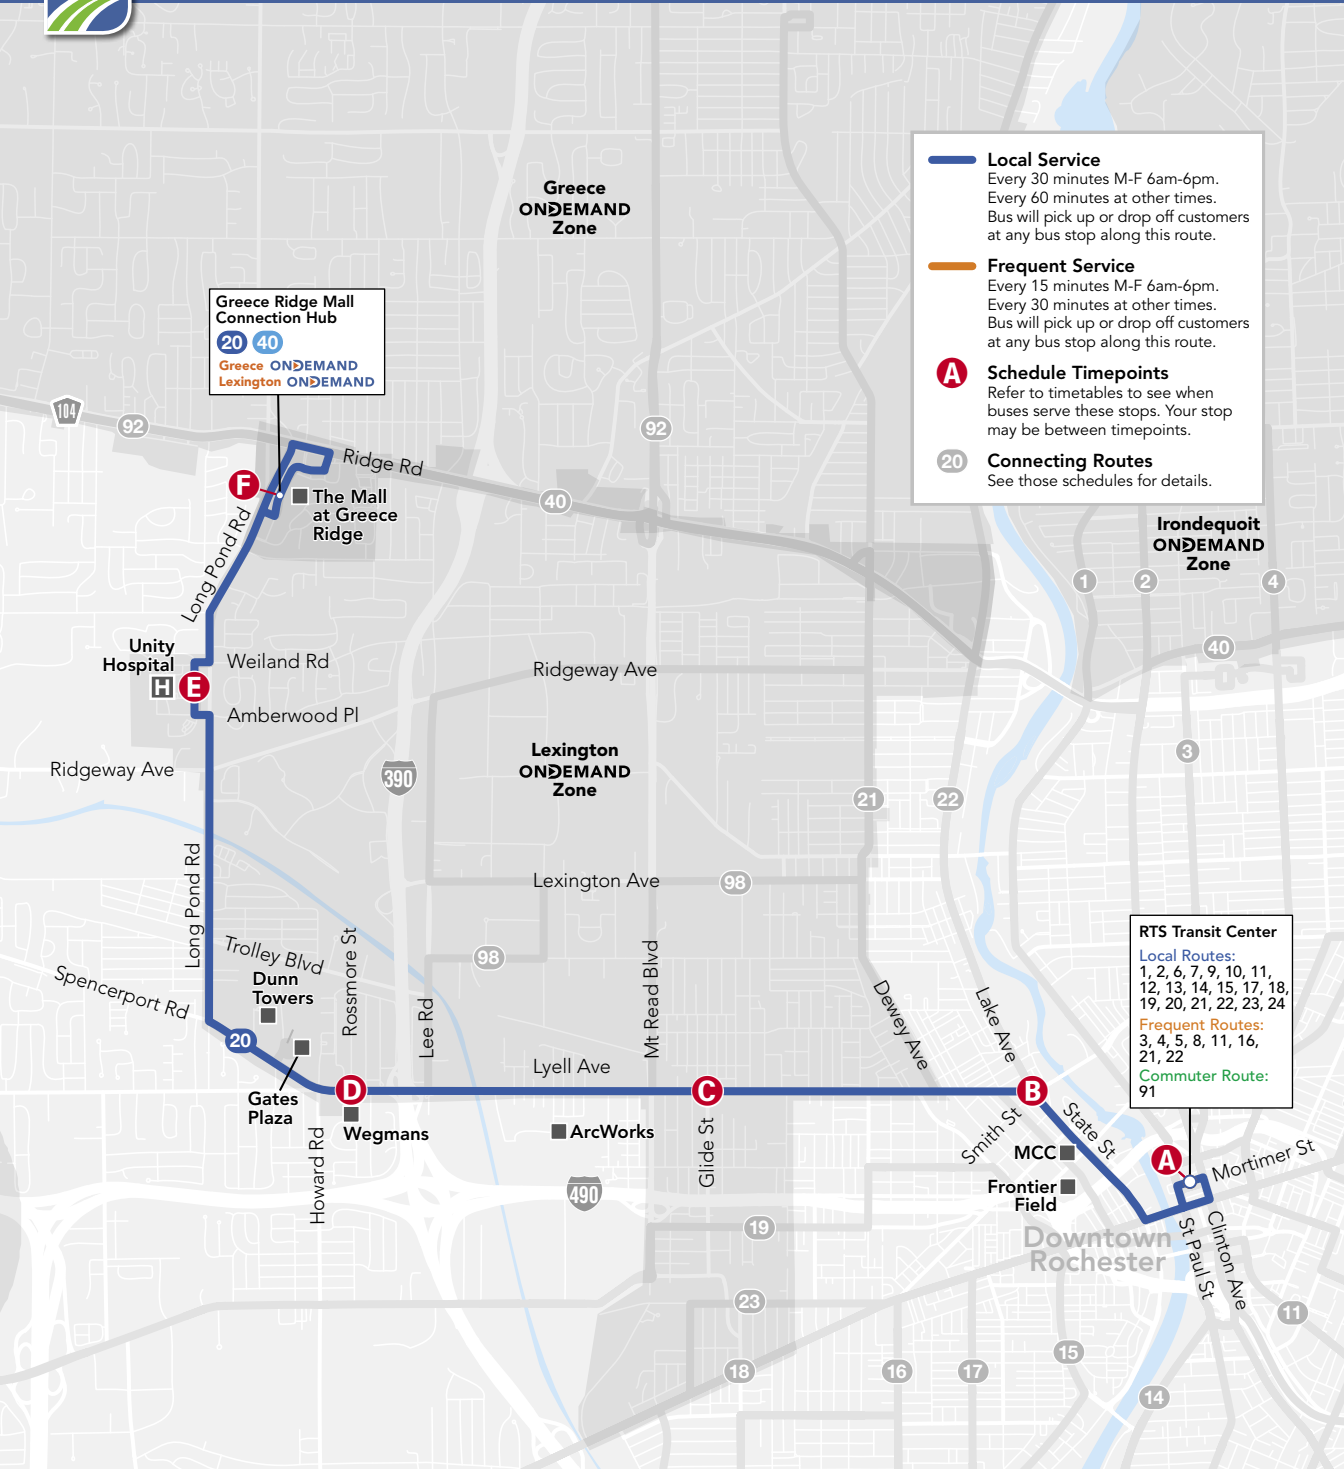 Local Service
Every 30 minutes M-F 6am-6pm.
Every 60 minutes at other times.
Bus will pick up or drop off customers
at any bus stop along this route.
Frequent Service
Every 15 minutes M-F 6am-6pm.
Every 30 minutes at other times.
Bus will pick up or drop off customers
at any bus stop along this route.
A
Schedule Timepoints
Refer to timetables to see when
buses serve these stops. Your stop
may be between timepoints.
20
Connecting Routes
See those schedules for details.
Greece
ONDEMAND
Zone
Greece Ridge Mall
Connection Hub
20 40
Greece ONDEMAND
Lexington ONDEMAND
104
92
92
Ridge Rd
F
The Mall
at Greece
Ridge
40
Long Pond Rd
Irondequoit
ONDEMAND
Zone
1
2
4
40
Unity
Hospital
H
E
Weiland Rd
Amberwood Pl
Ridgeway Ave
Ridgeway Ave
Lexington
ONDEMAND
Zone
390
3
21
22
Long Pond Rd
Lexington Ave
98
98
Trolley Blvd
Dunn
Towers
Spencerport Rd
20
Rossmore St
Lee Rd
Mt Read Blvd
Dewey Ave
Lake Ave
RTS Transit Center
Local Routes:
1, 2, 6, 7, 9, 10, 11,
12, 13, 14, 15, 17, 18,
19, 20, 21, 22, 23, 24
Frequent Routes:
3, 4, 5, 8, 11, 16,
21, 22
Commuter Route:
91
Lyell Ave
Gates
Plaza
D
C
B
A
Wegmans
ArcWorks
Howard Rd
Glide St
Smith St
State St
MCC
Frontier
Field
Mortimer St
490
19
Downtown
Rochester
St Paul St
Clinton Ave
23
11
18
16
17
15
14